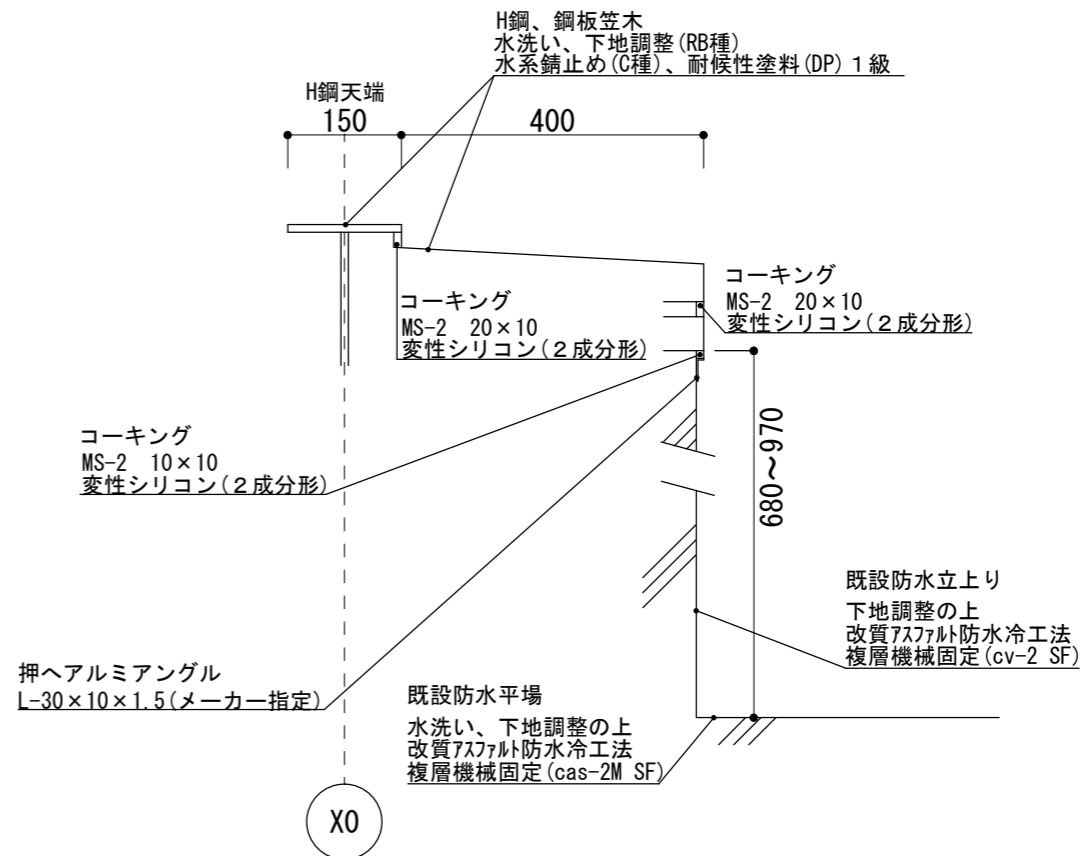 H鋼、鋼板笠木
水洗い、下地調整(RB種)
水系錆止め(C種)、耐候性塗料(DP)１級
H鋼天端
150
400
コーキング
MS-2 20×10
変性シリコン(２成分形)
コーキング
MS-2 20×10
変性シリコン(２成分形)
コーキング
MS-2 10×10
変性シリコン(２成分形)
680～970
既設防水立上り
下地調整の上
改質ｱｽﾌｧﾙﾄ防水冷工法
複層機械固定(cv-2 SF)
押へアルミアングル
L-30×10×1.5(メーカー指定)
既設防水平場
水洗い、下地調整の上
改質ｱｽﾌｧﾙﾄ防水冷工法
複層機械固定(cas-2M SF)
X0